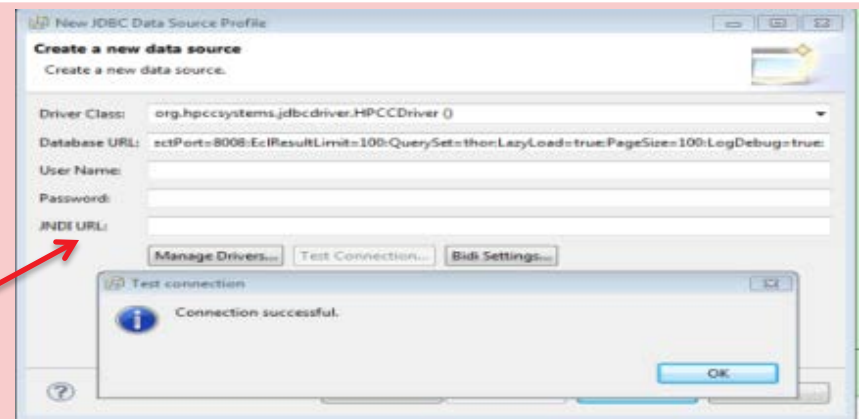 New JDBC Data Source Profile
Create a new data source
Create a new data source.
Driver Class: org.hpccsystems.jdbcdriver.HPCCDriver ()
Database URL: ectPort=8008:EclResultLimit=100:QuerySet=thor:LazyLoad=true:PageSize=100:LogDebug=true:
User Name:
Password:
JNDI URL:
Manage Drivers... Test Connection... Bidi Settings...
Test connection
Connection successful.
OK